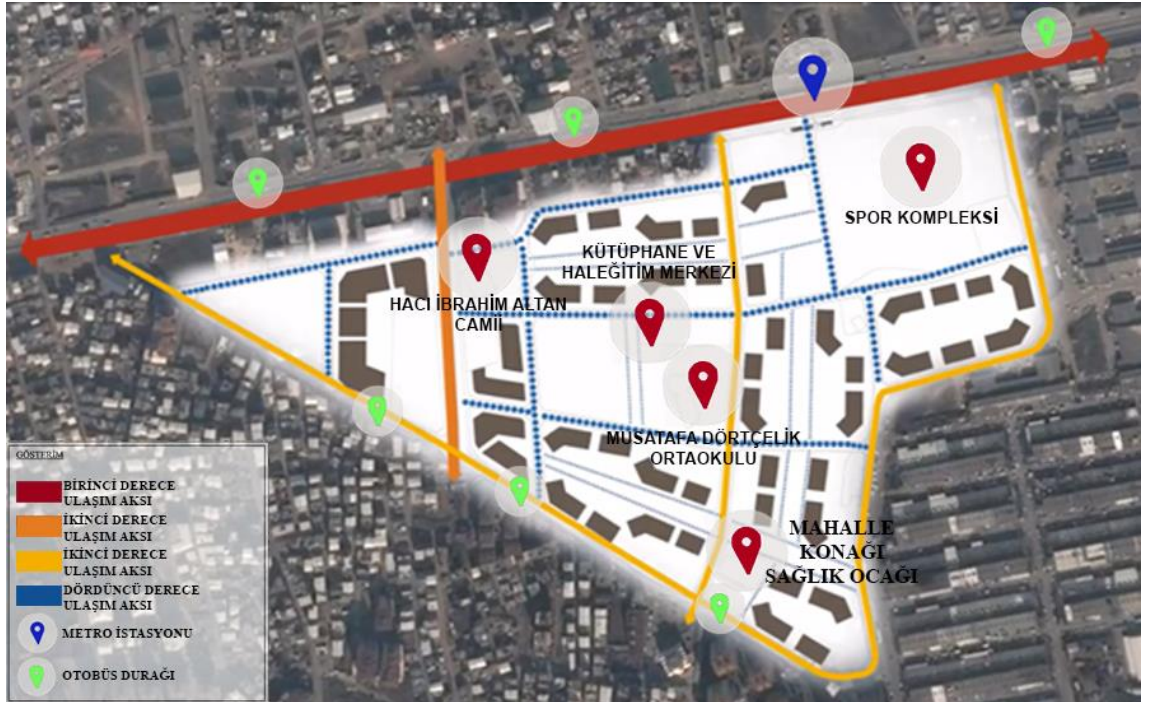 SPOR KOMPLEKSİ
KÜTÜPHANE VE
HALEĞİTİM MERKEZİ
HACI İBRAHİM ALTAN
CAMİİ
MUSATAFA DÖRTÇELİK
ORTAOKULU
MAHALLE
KONAĞI
SAĞLIK OCAĞI
GÖSTERİM
BİRİNCİ DERECE
ULAŞIM AKSI
İKİNCİ DERECE
ULAŞIM AKSI
İKİNCİ DERECE
ULAŞIM AKSI
DÖRDÜNCÜ DERECE
ULAŞIM AKSI
METRO İSTASYONU
OTOBÜS DURAĞI